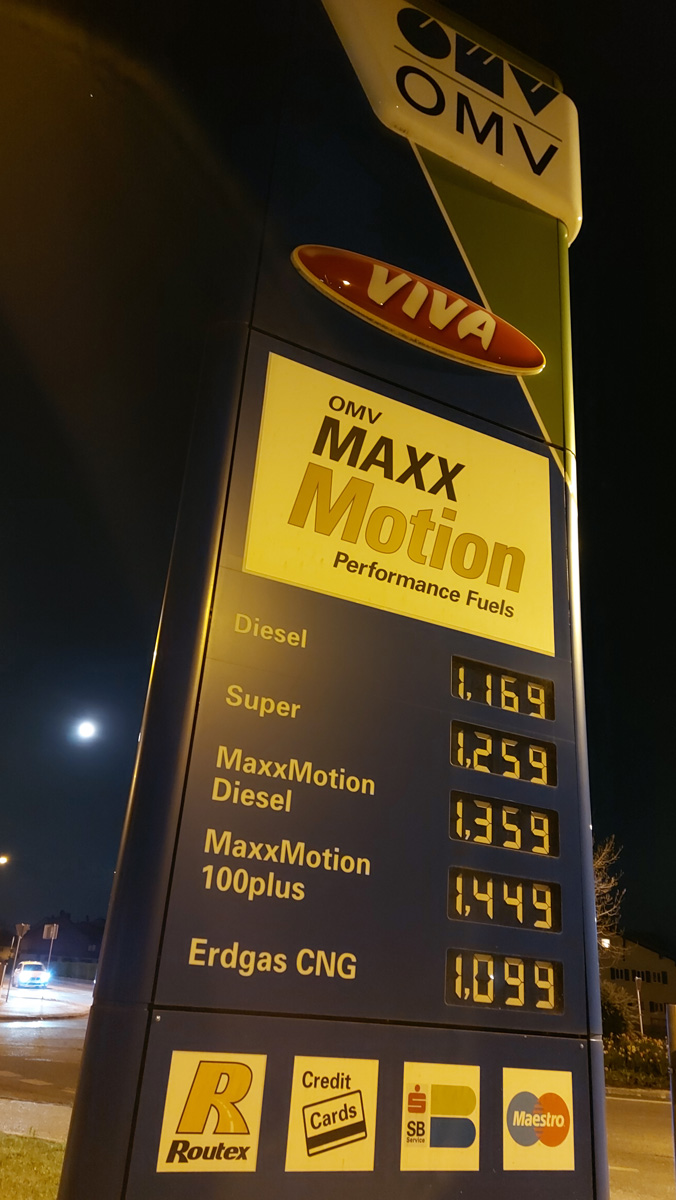 OMV
OMV
VIVA
OMV
MAXX
Motion
Performance Fuels
Diesel 1,169
Super 1,259
MaxxMotion
Diesel 1,359
MaxxMotion
100plus 1,449
Erdgas CNG 1,099
R
Routex
Credit
Cards
S
SB
Service
B
Maestro